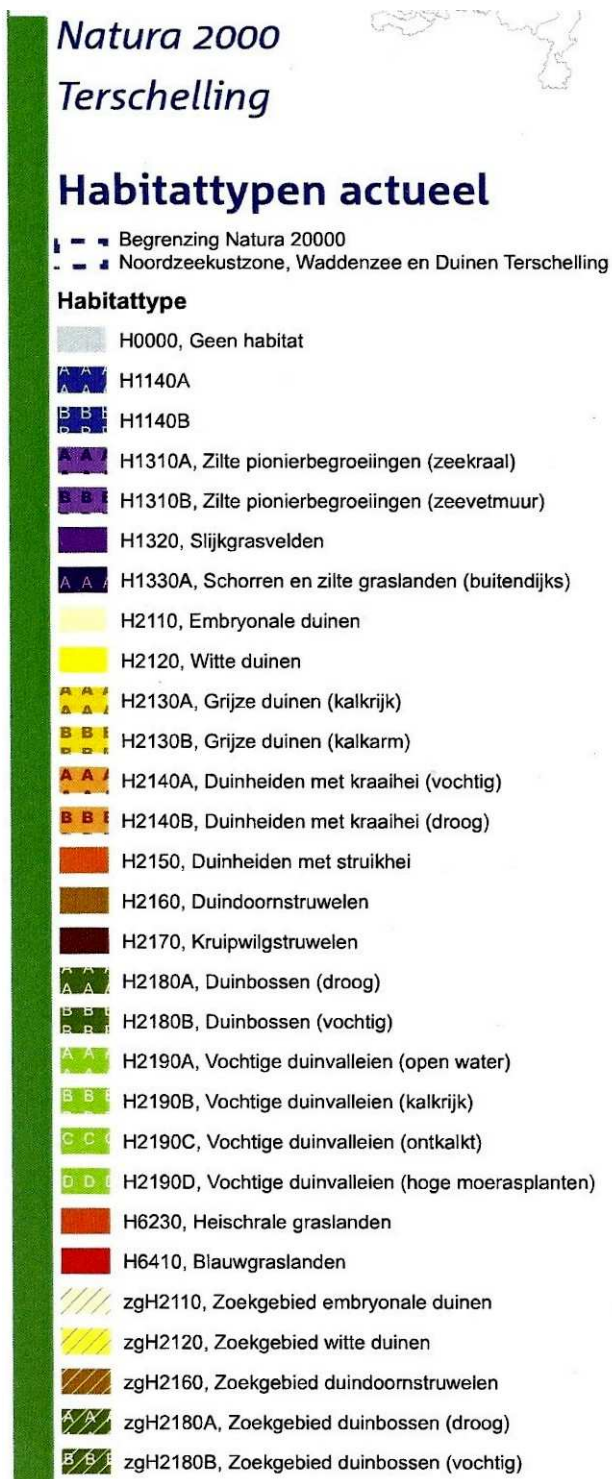 Natura 2000
Terschelling
Habitattypen actueel
Begrenzing Natura 20000
Noordzeekustzone, Waddenzee en Duinen Terschelling
Habitattype
H0000, Geen habitat
A A A
A A
H1140A
B B B
B B B
H1140B
A A A
H1310A, Zilte pionierbegroeiingen (zeekraal)
B B B
H1310B, Zilte pionierbegroeiingen (zeevetmuur)
H1320, Slijkgrasvelden
A A A
H1330A, Schorren en zilte graslanden (buitendijks)
H2110, Embryonale duinen
H2120, Witte duinen
A A A
A A
H2130A, Grijze duinen (kalkrijk)
B B B
B B B
H2130B, Grijze duinen (kalkarm)
A A A
H2140A, Duinheiden met kraaihei (vochtig)
B B B
H2140B, Duinheiden met kraaihei (droog)
H2150, Duinheiden met struikhei
H2160, Duindoornstruwelen
H2170, Kruipwilgstruwelen
A A A
A A A
H2180A, Duinbossen (droog)
B B B
B B B
H2180B, Duinbossen (vochtig)
A A A
A A
H2190A, Vochtige duinvalleien (open water)
B B B
B B B
H2190B, Vochtige duinvalleien (kalkrijk)
C C C
H2190C, Vochtige duinvalleien (ontkalkt)
D D D
H2190D, Vochtige duinvalleien (hoge moerasplanten)
H6230, Heischrale graslanden
H6410, Blauwgraslanden
zgH2110, Zoekgebied embryonale duinen
zgH2120, Zoekgebied witte duinen
zgH2160, Zoekgebied duindoornstruwelen
A A A
zgH2180A, Zoekgebied duinbossen (droog)
B B B
zgH2180B, Zoekgebied duinbossen (vochtig)